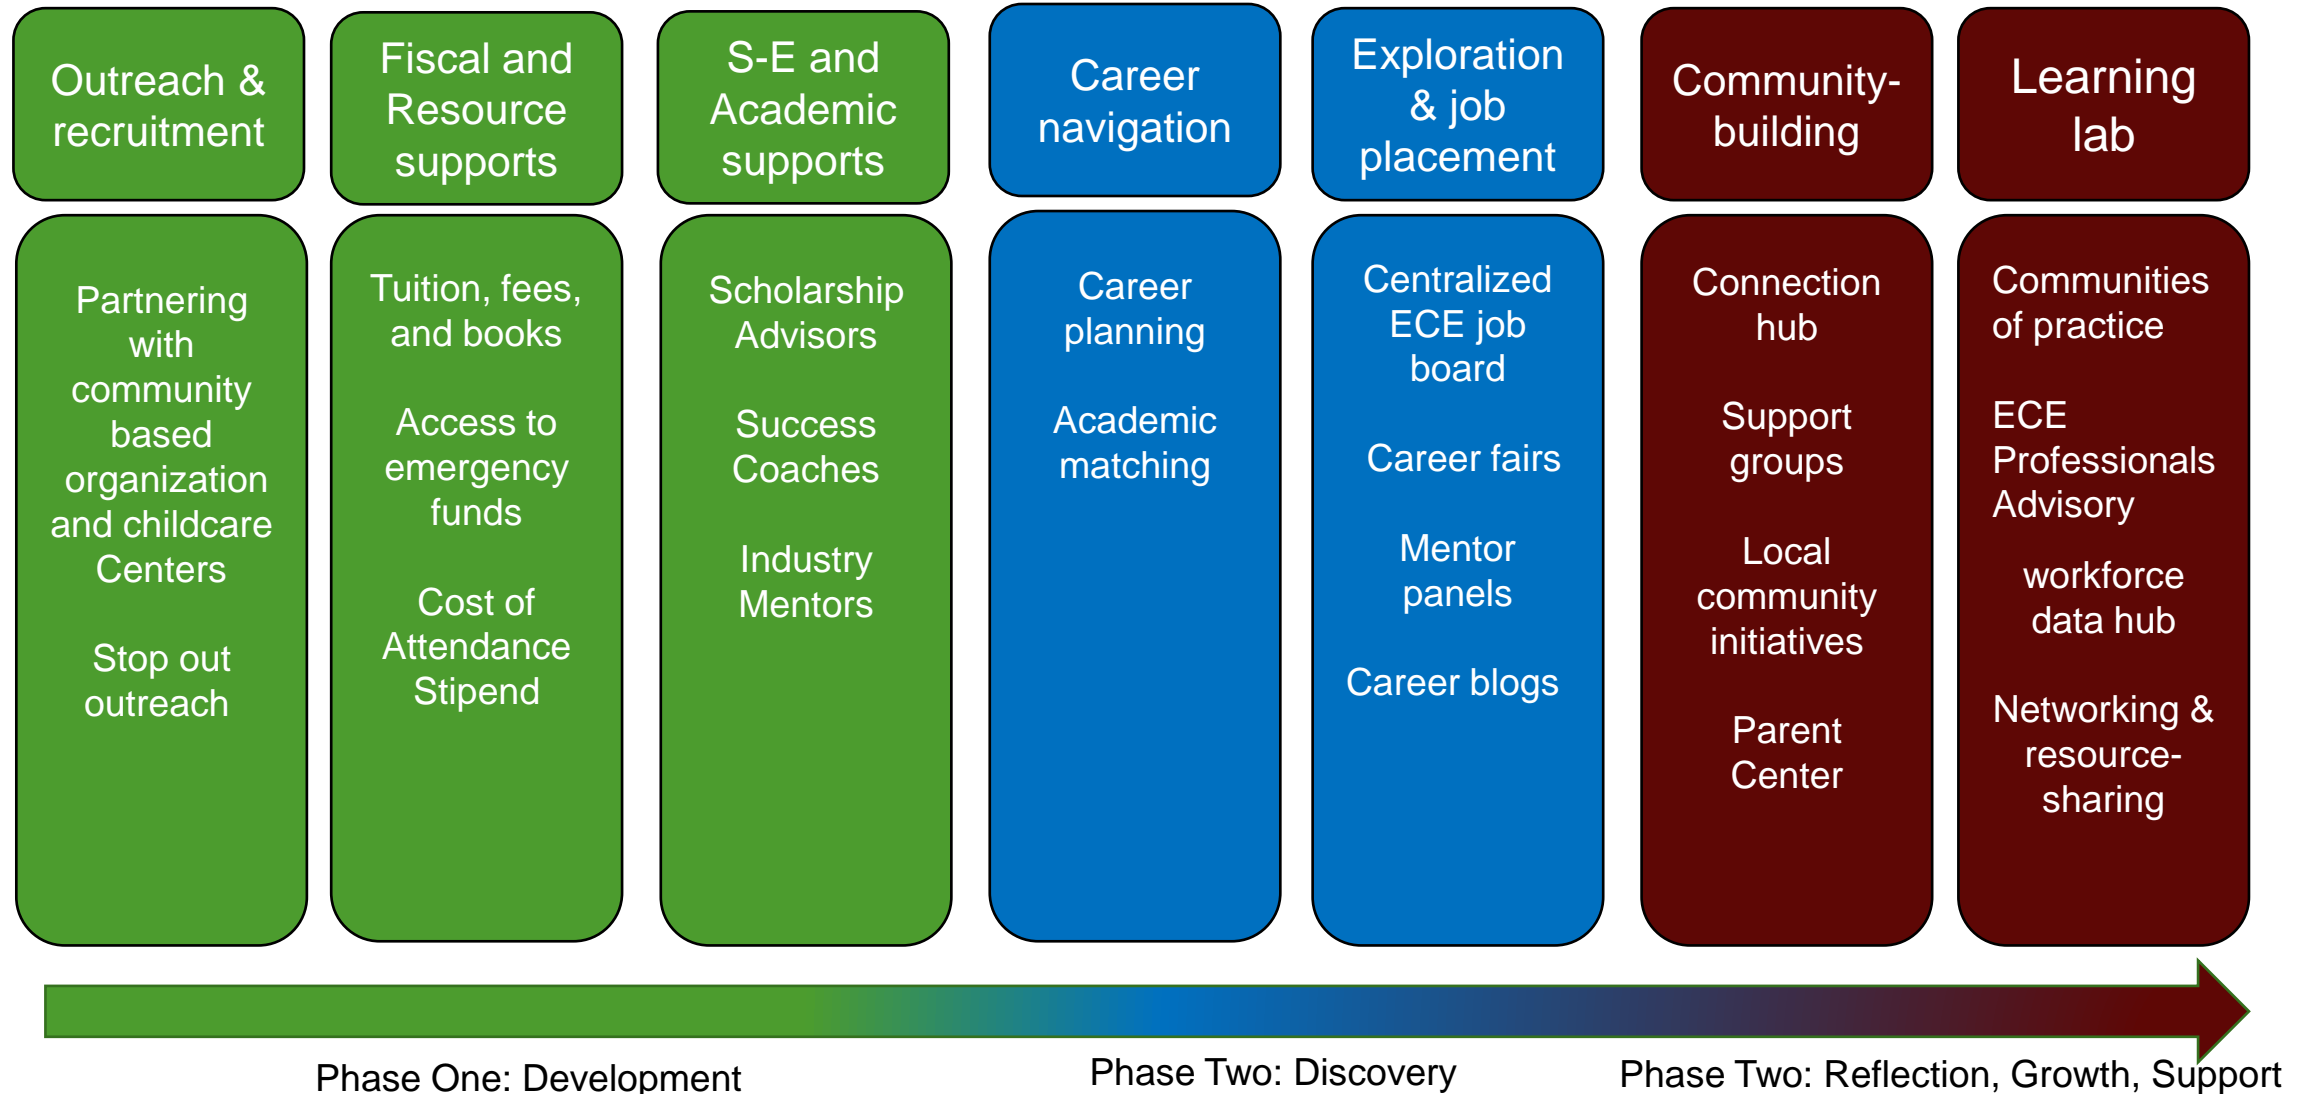 Outreach &
recruitment
Fiscal and
Resource
supports
S-E and
Academic
supports
Career
navigation
Exploration
& job
placement
Community-
building
Learning
lab
Partnering
with
community
based
organization
and childcare
Centers
Stop out
outreach
Tuition, fees,
and books
Access to
emergency
funds
Cost of
Attendance
Stipend
Scholarship
Advisors
Success
Coaches
Industry
Mentors
Career
planning
Academic
matching
Centralized
ECE job
board
Career fairs
Mentor
panels
Career blogs
Connection
hub
Support
groups
Local
community
initiatives
Parent
Center
Communities
of practice
ECE
Professionals
Advisory
workforce
data hub
Networking &
resource-
sharing
Phase One: Development
Phase Two: Discovery
Phase Two: Reflection, Growth, Support